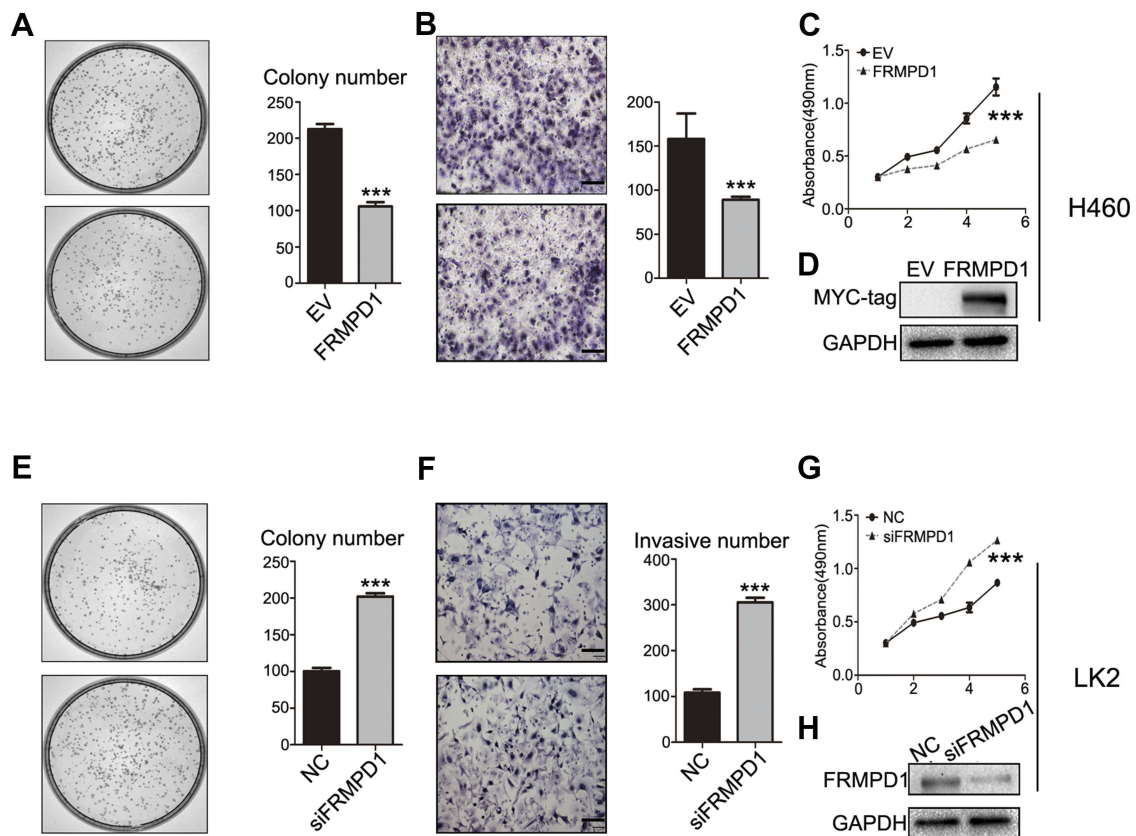 A
Colony number
250
200
150
100
50
0
EV
FRMPD1
B
200
150
100
50
0
EV
FRMPD1
C
EV
FRMPD1
Absorbance(490nm)
1.5
1.0
0.5
0.0
0 2 4 6
***
***
***
H460
D
EV FRMPD1
MYC-tag
GAPDH
E
Colony number
250
200
150
100
50
0
***
NC
siFRMPD1
F
Invasive number
400
300
200
100
0
***
NC
siFRMPD1
G
NC
siFRMPD1
Absorbance(490nm)
1.5
1.0
0.5
0.0
0 2 4 6
***
LK2
H
NC siFRMPD1
FRMPD1
GAPDH